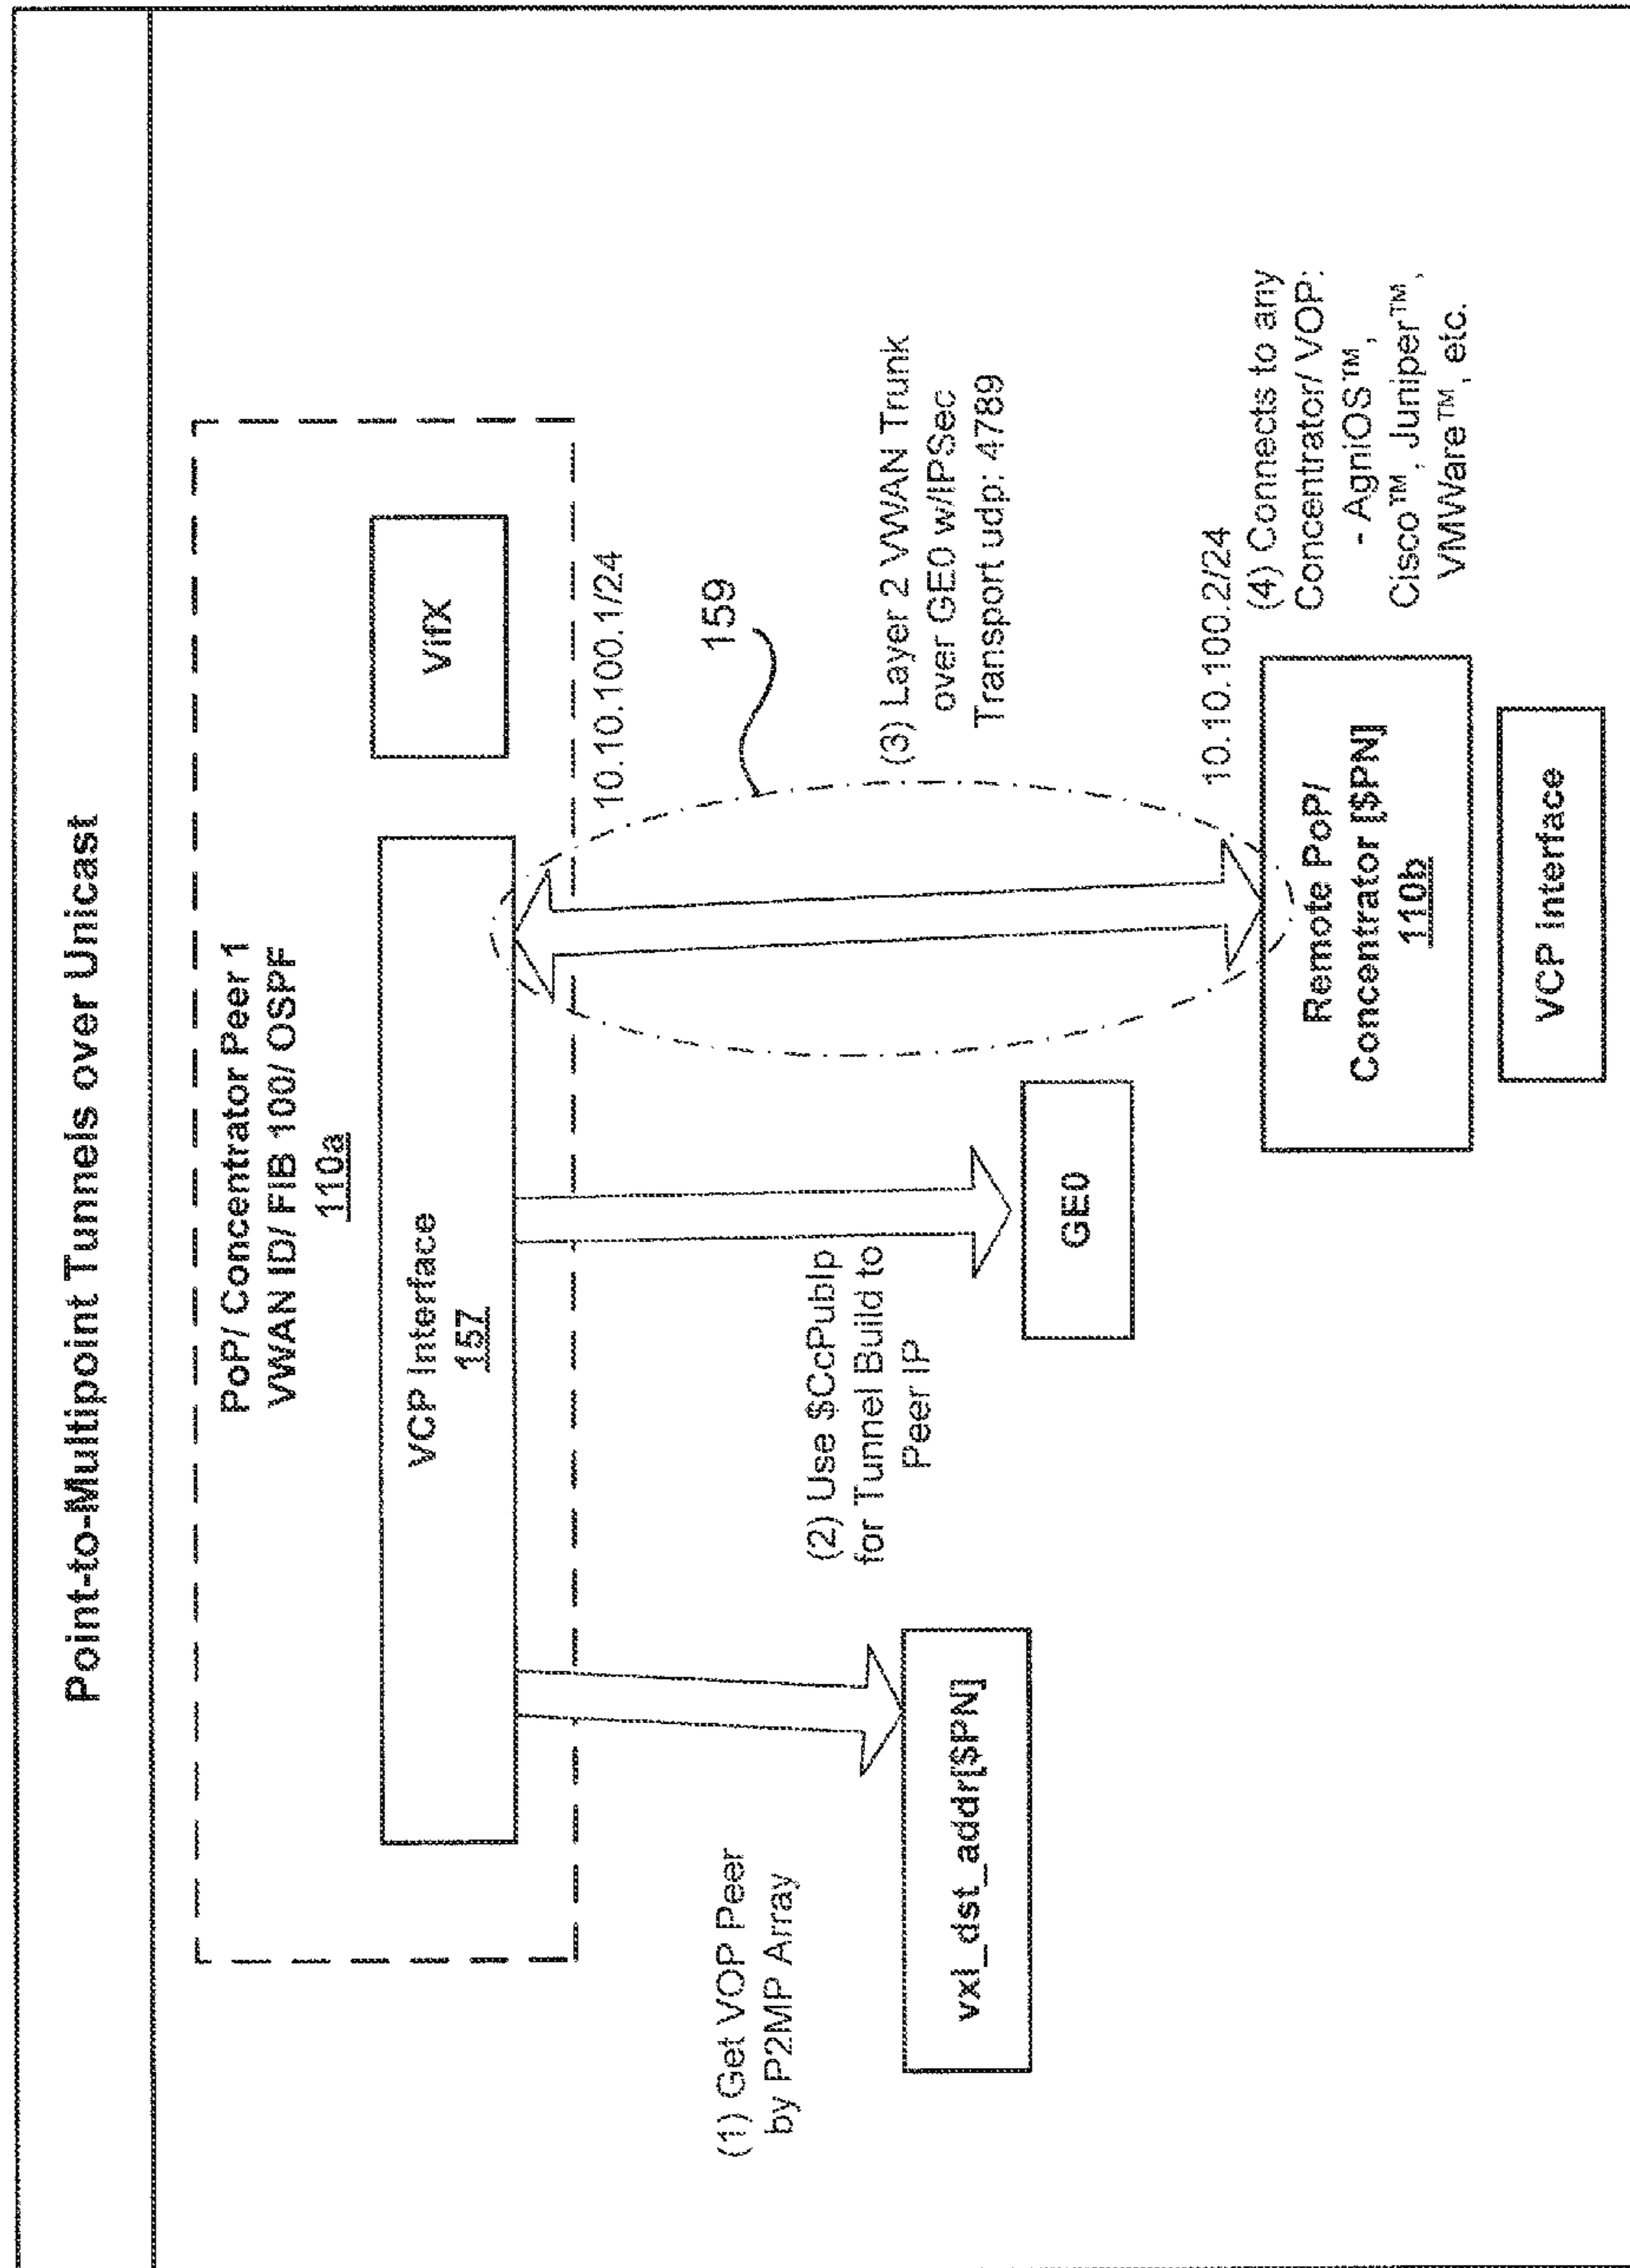 Point-to-Multipoint Tunnels over Unicast
PoP/ Concentrator Peer 1
VWAN ID/ FIB 100/ OSPF
110a
VCP Interface
157
VifX
10.10.100.1/24
159
(1) Get VOP Peer
by P2MP Array
vxl_dst_addr[$PN]
(2) Use $CcPubIp
for Tunnel Build to
Peer IP
GE0
(3) Layer 2 VWAN Trunk
over GE0 w/IPSec
Transport udp: 4789
10.10.100.2/24
Remote PoP/
Concentrator [$PN]
110b
VCP Interface
(4) Connects to any
Concentrator/ VOP:
- AgniOS™,
Cisco™, Juniper™,
VMWare™, etc.